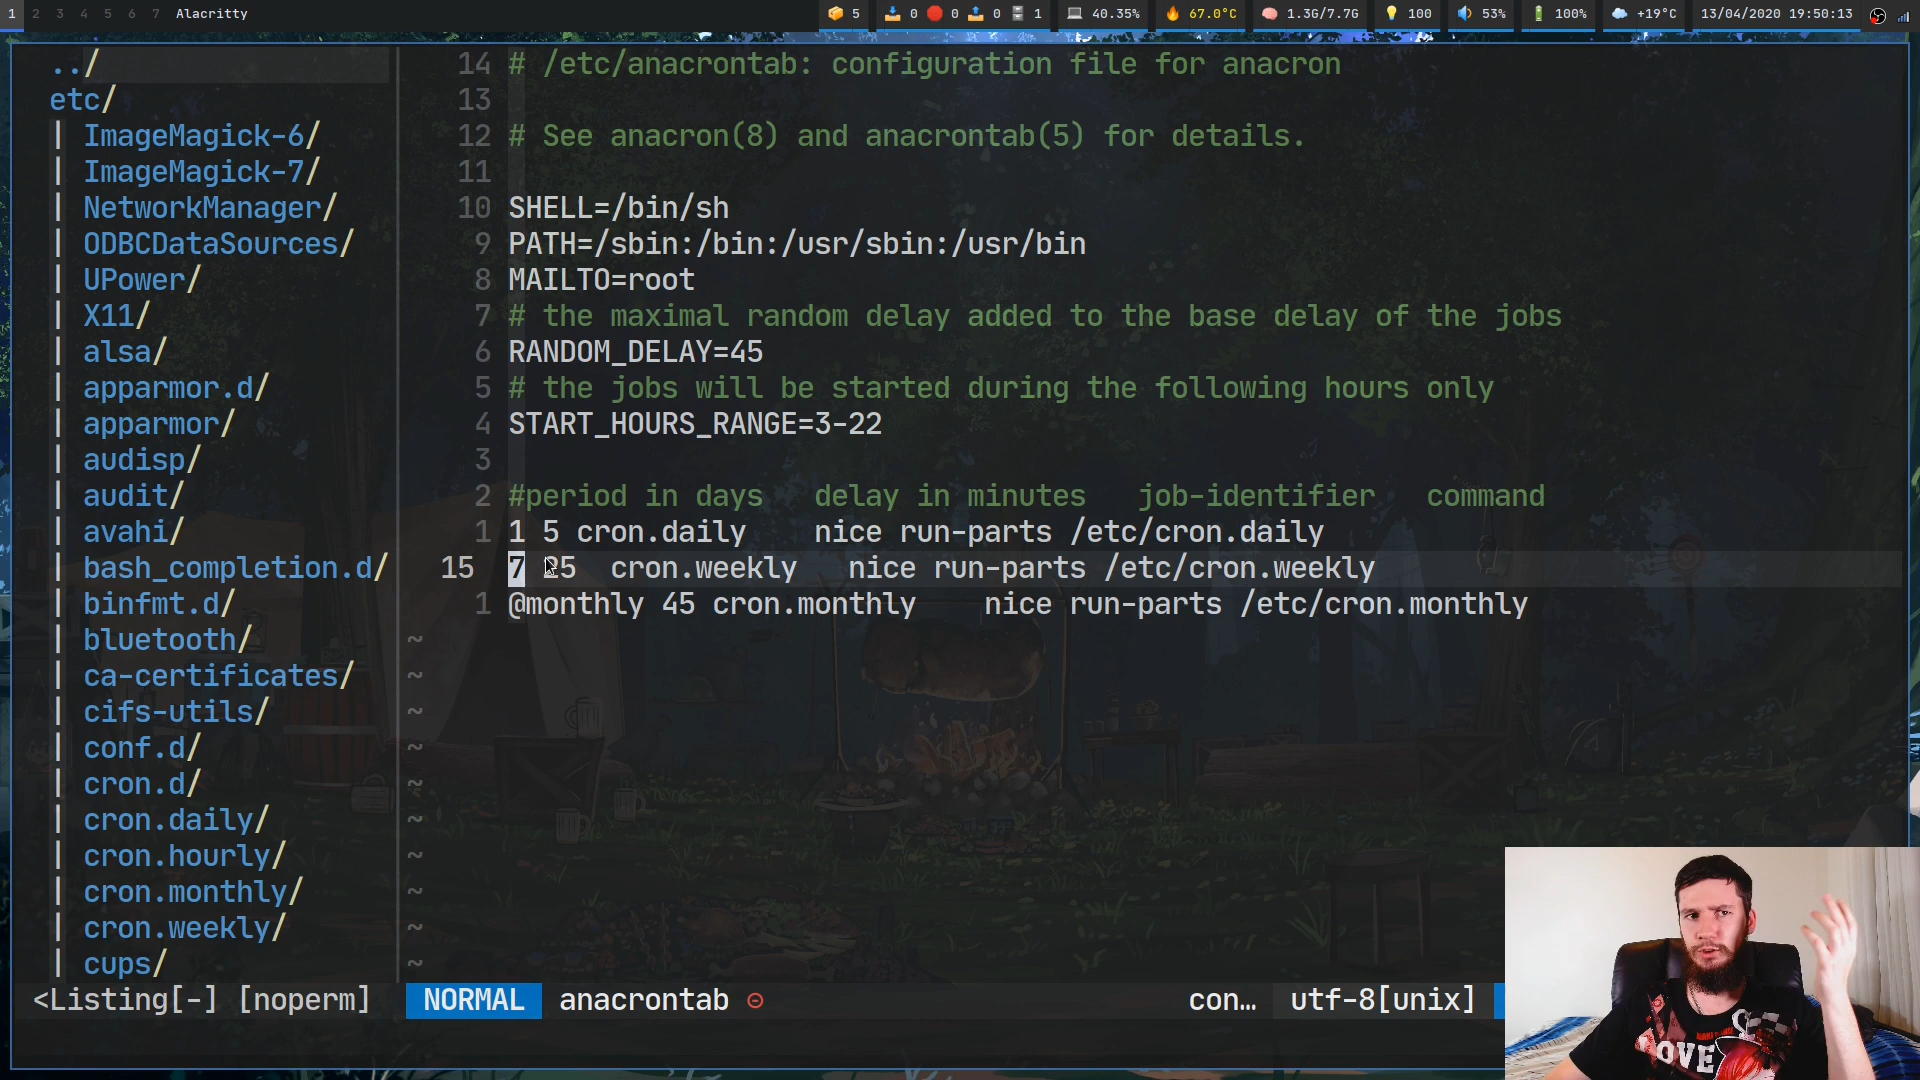 1 2 3 4 5 6 7 Alacritty 5 0 0 0 1 40.35% 67.0°C 1.3G/7.7G 100 53% 100% +19°C 13/04/2020 19:50:13
../
etc/
| ImageMagick-6/
| ImageMagick-7/
| NetworkManager/
| ODBCDataSources/
| UPower/
| X11/
| alsa/
| apparmor.d/
| apparmor/
| audisp/
| audit/
| avahi/
| bash_completion.d/
| binfmt.d/
| bluetooth/
| ca-certificates/
| cifs-utils/
| conf.d/
| cron.d/
| cron.daily/
| cron.hourly/
| cron.monthly/
| cron.weekly/
| cups/
<Listing[-] [noperm]
14 # /etc/anacrontab: configuration file for anacron
13
12 # See anacron(8) and anacrontab(5) for details.
11
10 SHELL=/bin/sh
9 PATH=/sbin:/bin:/usr/sbin:/usr/bin
8 MAILTO=root
7 # the maximal random delay added to the base delay of the jobs
6 RANDOM_DELAY=45
5 # the jobs will be started during the following hours only
4 START_HOURS_RANGE=3-22
3
2 #period in days   delay in minutes   job-identifier   command
1 1 5 cron.daily    nice run-parts /etc/cron.daily
15 7 25  cron.weekly   nice run-parts /etc/cron.weekly
1 @monthly 45 cron.monthly    nice run-parts /etc/cron.monthly
~
~
~
~
~
~
~
~
~
~
NORMAL anacrontab con… utf-8[unix]
LOVE